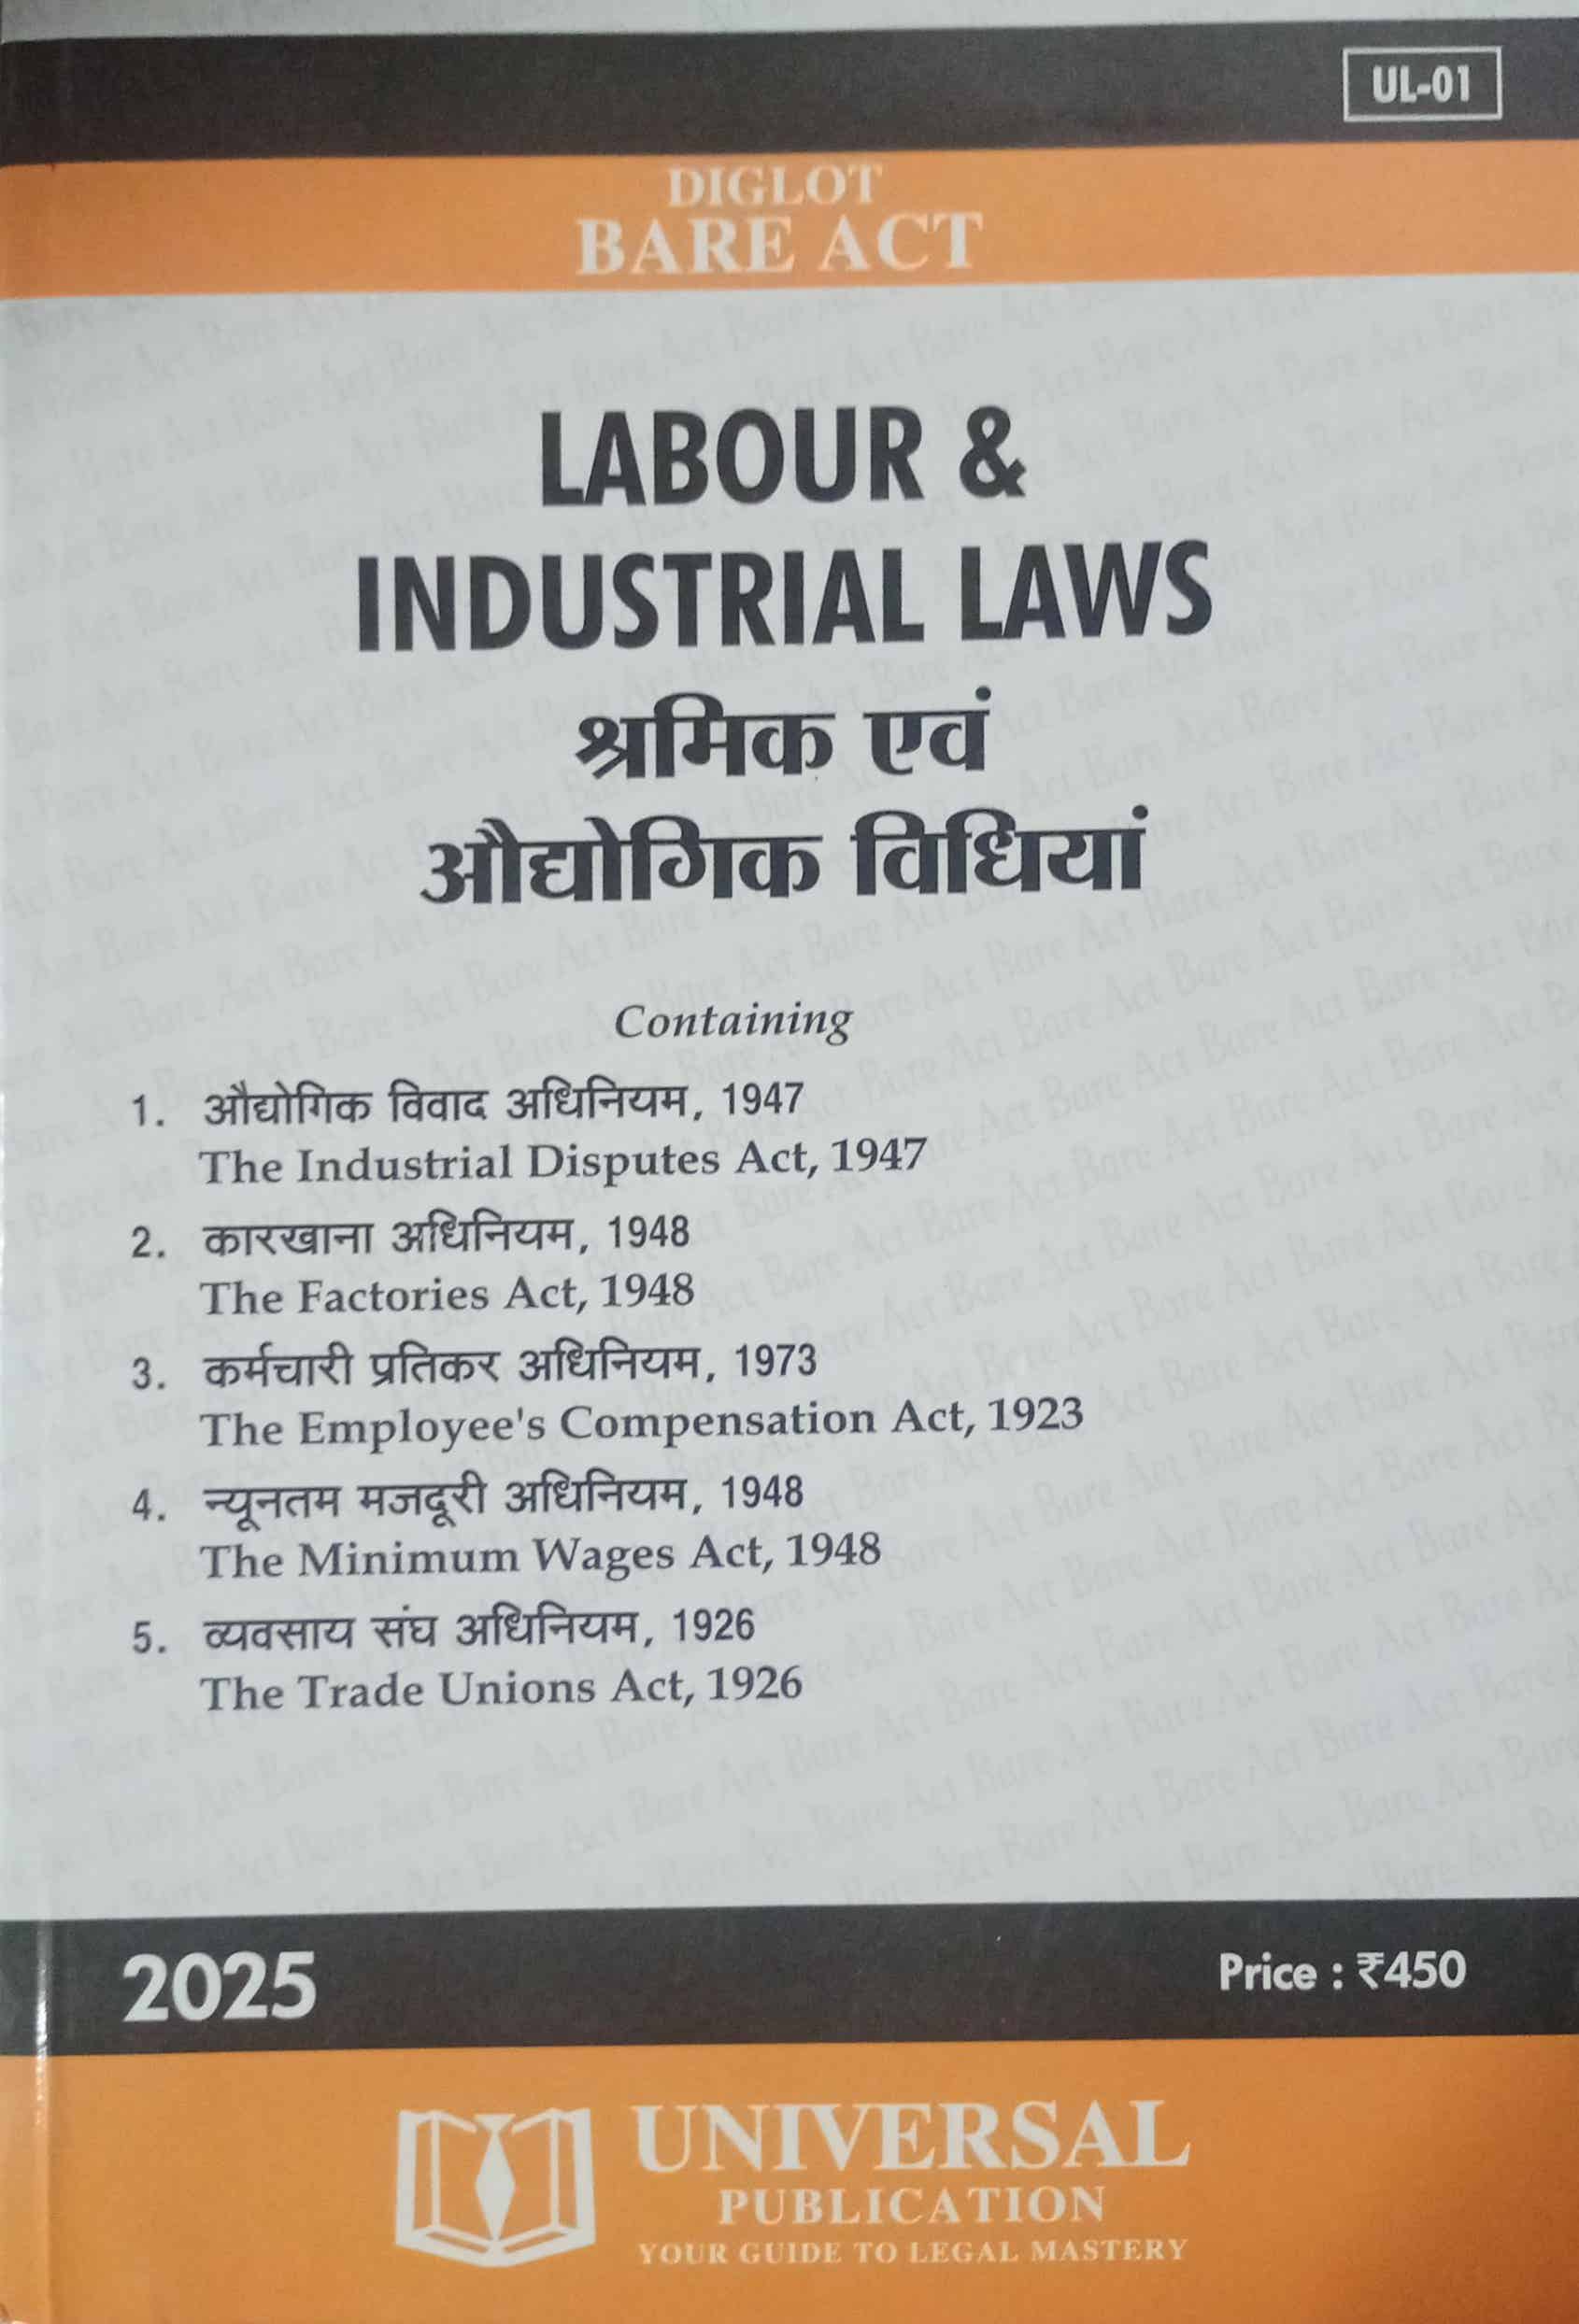 UL-01
DIGLOT
BARE ACT
LABOUR &
INDUSTRIAL LAWS
श्रमिक एवं
औद्योगिक विधियां
Containing
1. औद्योगिक विवाद अधिनियम, 1947
The Industrial Disputes Act, 1947
2. कारखाना अधिनियम, 1948
The Factories Act, 1948
3. कर्मचारी प्रतिकर अधिनियम, 1973
The Employee's Compensation Act, 1923
4. न्यूनतम मजदूरी अधिनियम, 1948
The Minimum Wages Act, 1948
5. व्यवसाय संघ अधिनियम, 1926
The Trade Unions Act, 1926
2025
Price : ₹450
UNIVERSAL
PUBLICATION
YOUR GUIDE TO LEGAL MASTERY